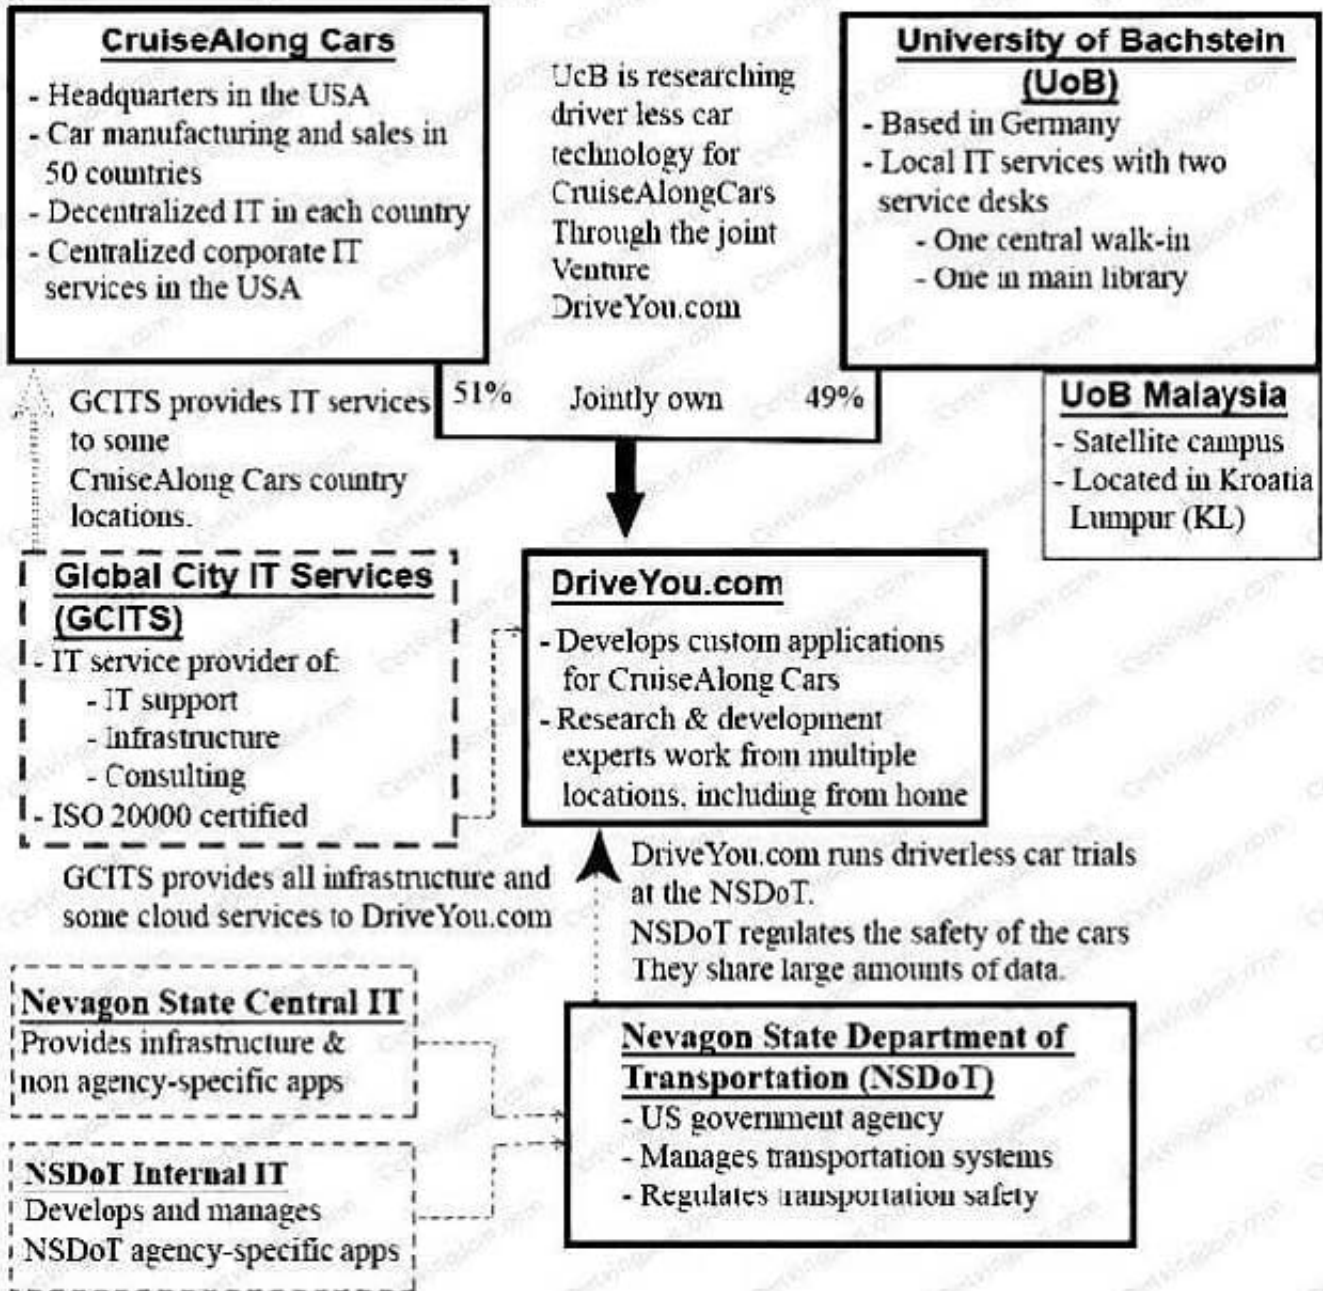 CruiseAlong Cars
- Headquarters in the USA
- Car manufacturing and sales in
50 countries
- Decentralized IT in each country
- Centralized corporate IT
services in the USA
UcB is researching
driver less car
technology for
CruiseAlongCars
Through the joint
Venture
DriveYou.com
University of Bachstein
(UoB)
- Based in Germany
- Local IT services with two
service desks
- One central walk-in
- One in main library
51% Jointly own 49%
UoB Malaysia
- Satellite campus
- Located in Kroatia
Lumpur (KL)
GCITS provides IT services
to some
CruiseAlong Cars country
locations.
Global City IT Services
(GCITS)
- IT service provider of:
- IT support
- Infrastructure
- Consulting
- ISO 20000 certified
DriveYou.com
- Develops custom applications
for CruiseAlong Cars
- Research & development
experts work from multiple
locations, including from home
GCITS provides all infrastructure and
some cloud services to DriveYou.com
DriveYou.com runs driverless car trials
at the NSDoT.
NSDoT regulates the safety of the cars
They share large amounts of data.
Nevagon State Central IT
Provides infrastructure &
non agency-specific apps
NSDoT Internal IT
Develops and manages
NSDoT agency-specific apps
Nevagon State Department of
Transportation (NSDoT)
- US government agency
- Manages transportation systems
- Regulates transportation safety